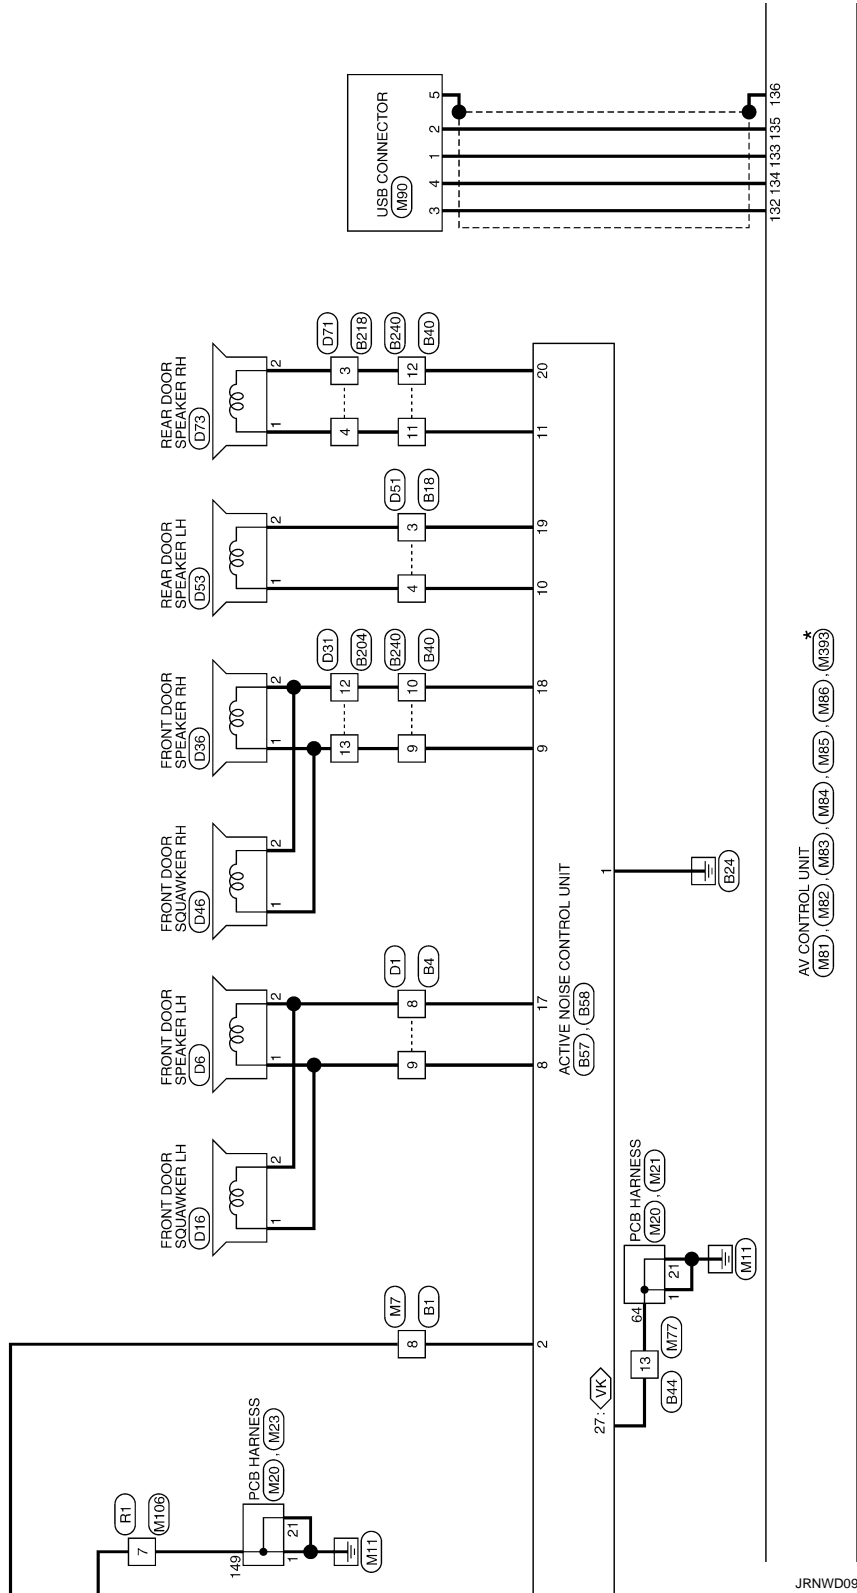 R1
M106
7
149
PCB HARNESS
M20 , M23
1 21
M11
M7
B1
8
2
FRONT DOOR
SQUAWKER LH
D16
1 2
FRONT DOOR
SPEAKER LH
D6
1 2
D1
B4
9 8
8 17
FRONT DOOR
SQUAWKER RH
D46
1 2
FRONT DOOR
SPEAKER RH
D36
1 2
D31
B204
13 12
B240
B40
9 10
9 18
REAR DOOR
SPEAKER LH
D53
1 2
D51
B18
4 3
10 19
REAR DOOR
SPEAKER RH
D73
1 2
D71
B218
4 3
B240
B40
11 12
11 20
USB CONNECTOR
M90
3 4 1 2 5
132 134 133 135 136
ACTIVE NOISE CONTROL UNIT
B57 , B58
27 : VK
1
B24
B44
13
M77
64
PCB HARNESS
M20 , M21
1 21
M11
AV CONTROL UNIT
M81 , M82 , M83 , M84 , M85 , M86 , M393 *
JRNWD09